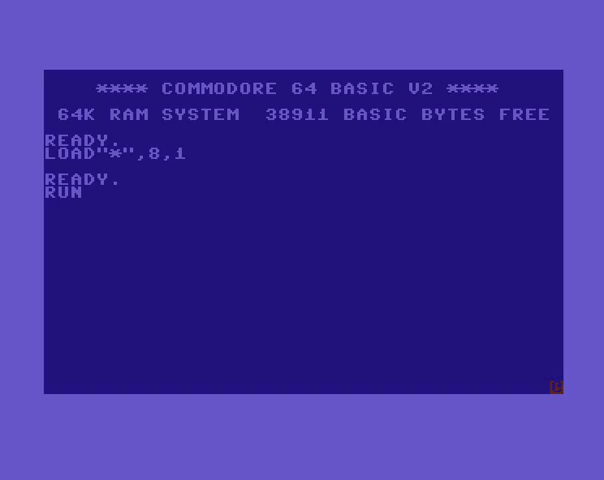 **** COMMODORE 64 BASIC V2 ****
64K RAM SYSTEM  38911 BASIC BYTES FREE
READY.
LOAD"*",8,1
READY.
RUN